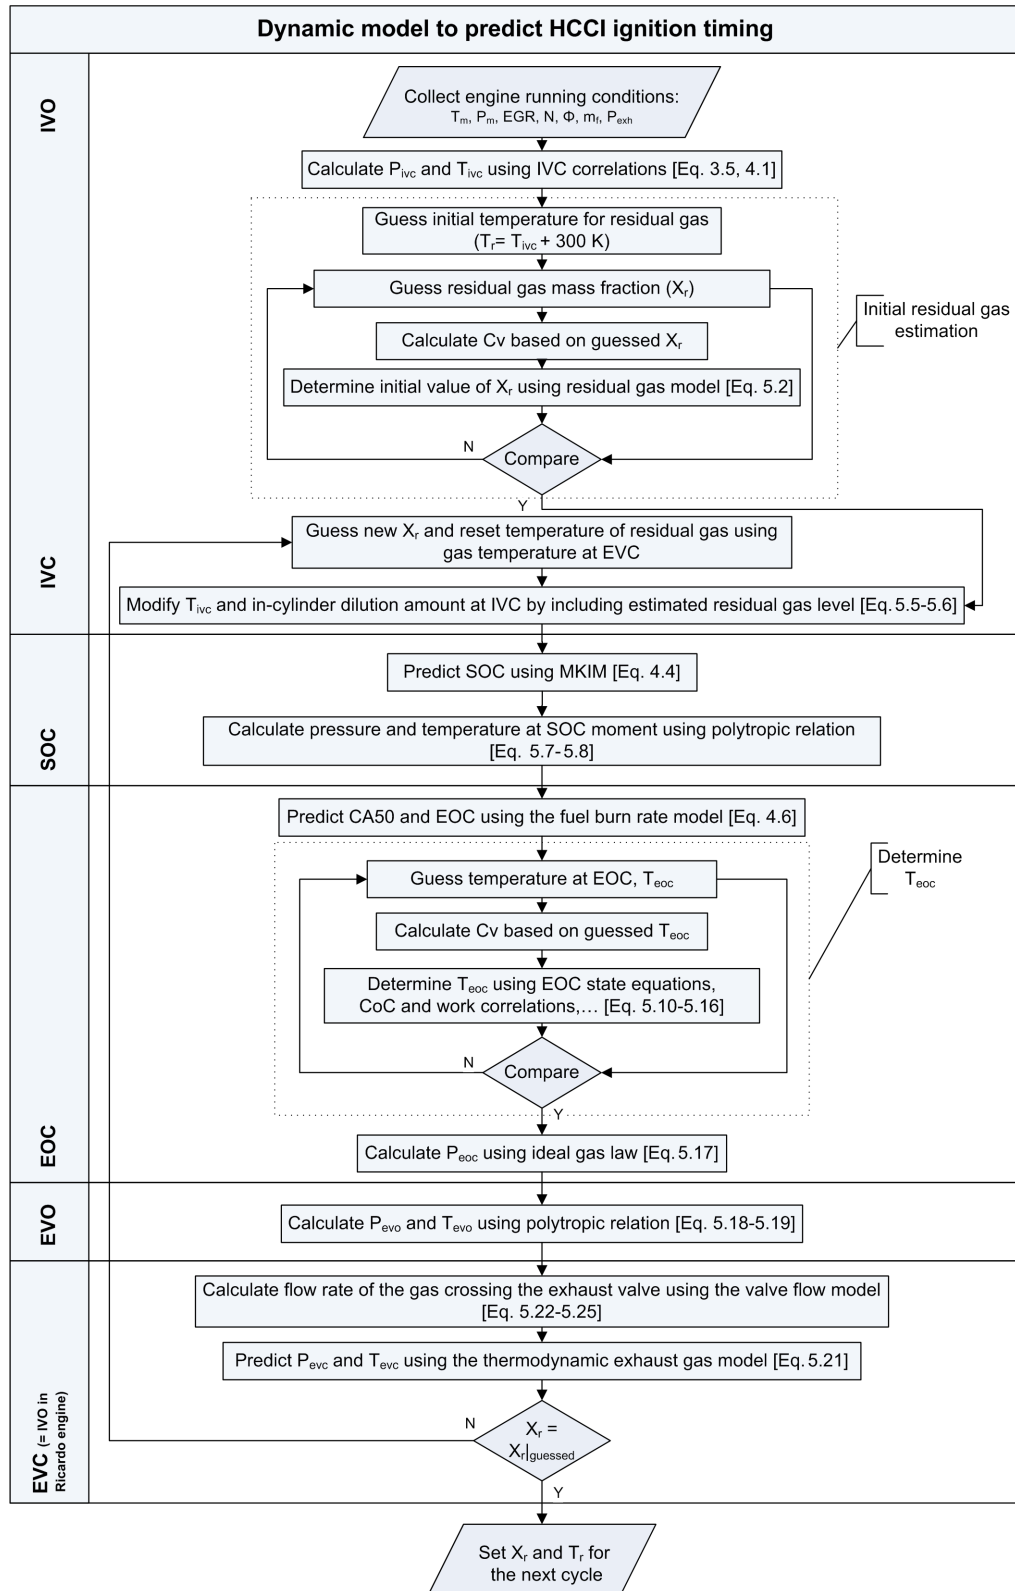 Dynamic model to predict HCCI ignition timing
IVO
Collect engine running conditions:
Tm, Pm, EGR, N, Φ, mf, Pexh
Calculate Pivc and Tivc using IVC correlations [Eq. 3.5, 4.1]
Guess initial temperature for residual gas
(Tr= Tivc + 300 K)
Guess residual gas mass fraction (Xr)
Initial residual gas
estimation
Calculate Cv based on guessed Xr
Determine initial value of Xr using residual gas model [Eq. 5.2]
N
Compare
Y
Guess new Xr and reset temperature of residual gas using
gas temperature at EVC
IVC
Modify Tivc and in-cylinder dilution amount at IVC by including estimated residual gas level [Eq. 5.5-5.6]
Predict SOC using MKIM [Eq. 4.4]
SOC
Calculate pressure and temperature at SOC moment using polytropic relation
[Eq. 5.7-5.8]
Predict CA50 and EOC using the fuel burn rate model [Eq. 4.6]
Determine
Teoc
Guess temperature at EOC, Teoc
Calculate Cv based on guessed Teoc
Determine Teoc using EOC state equations,
CoC and work correlations,... [Eq. 5.10-5.16]
N
Compare
Y
EOC
Calculate Peoc using ideal gas law [Eq. 5.17]
EVO
Calculate Pevo and Tevo using polytropic relation [Eq. 5.18-5.19]
Calculate flow rate of the gas crossing the exhaust valve using the valve flow model
[Eq. 5.22-5.25]
Predict Pevc and Tevc using the thermodynamic exhaust gas model [Eq. 5.21]
EVC (= IVO in
Ricardo engine)
N
Xr =
Xr|guessed
Y
Set Xr and Tr for
the next cycle